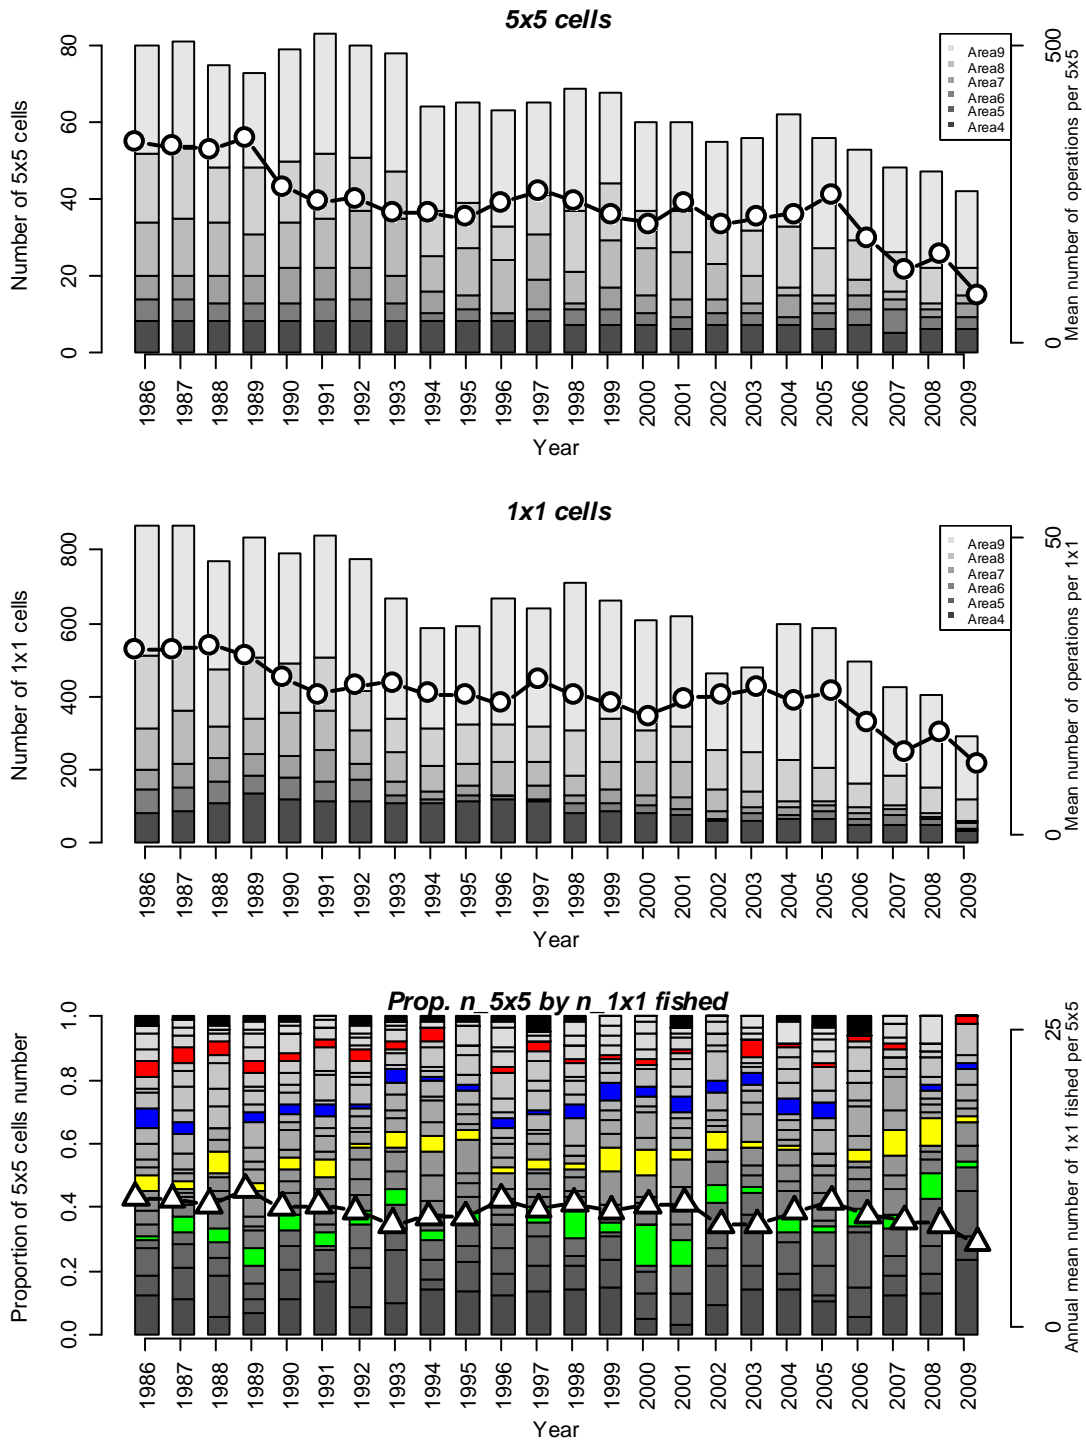 5x5 cells
Number of 5x5 cells
0 20 40 60 80
Area9
Area8
Area7
Area6
Area5
Area4
0 500
Mean number of operations per 5x5
1986 1987 1988 1989 1990 1991 1992 1993 1994 1995 1996 1997 1998 1999 2000 2001 2002 2003 2004 2005 2006 2007 2008 2009
Year
1x1 cells
Number of 1x1 cells
0 200 400 600 800
Area9
Area8
Area7
Area6
Area5
Area4
0 50
Mean number of operations per 1x1
1986 1987 1988 1989 1990 1991 1992 1993 1994 1995 1996 1997 1998 1999 2000 2001 2002 2003 2004 2005 2006 2007 2008 2009
Year
Prop. n_5x5 by n_1x1 fished
Proportion of 5x5 cells number
0.0 0.2 0.4 0.6 0.8 1.0
0 25
Annual mean number of 1x1 fished per 5x5
1986 1987 1988 1989 1990 1991 1992 1993 1994 1995 1996 1997 1998 1999 2000 2001 2002 2003 2004 2005 2006 2007 2008 2009
Year